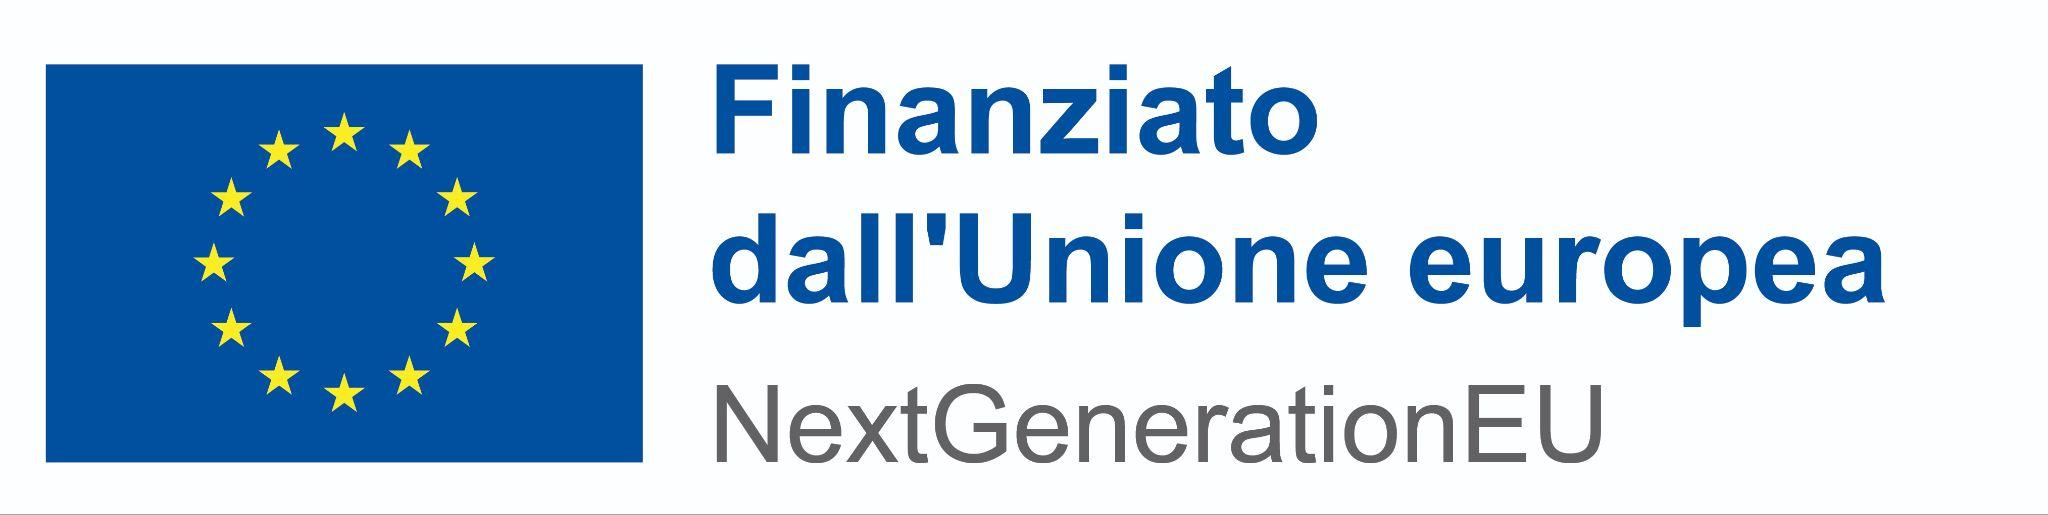 Finanziato
dall'Unione europea
NextGenerationEU